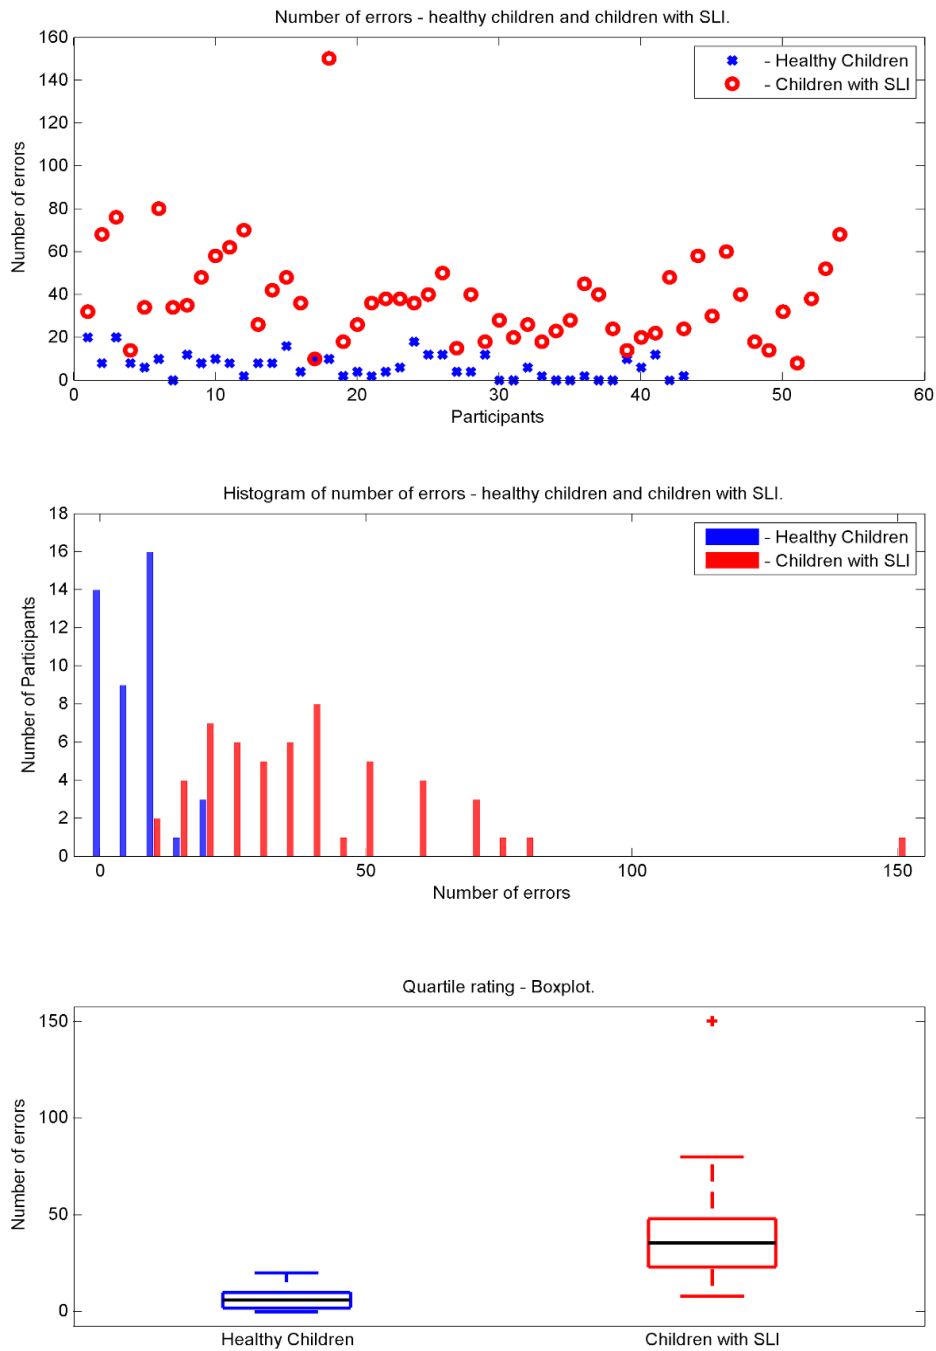 Number of errors - healthy children and children with SLI.
160
140
120
100
80
60
40
20
0
Number of errors
- Healthy Children
- Children with SLI
0 10 20 30 40 50 60
Participants
Histogram of number of errors - healthy children and children with SLI.
18
16
14
12
10
8
6
4
2
0
Number of Participants
- Healthy Children
- Children with SLI
0 50 100 150
Number of errors
Quartile rating - Boxplot.
150
100
50
0
Number of errors
Healthy Children Children with SLI